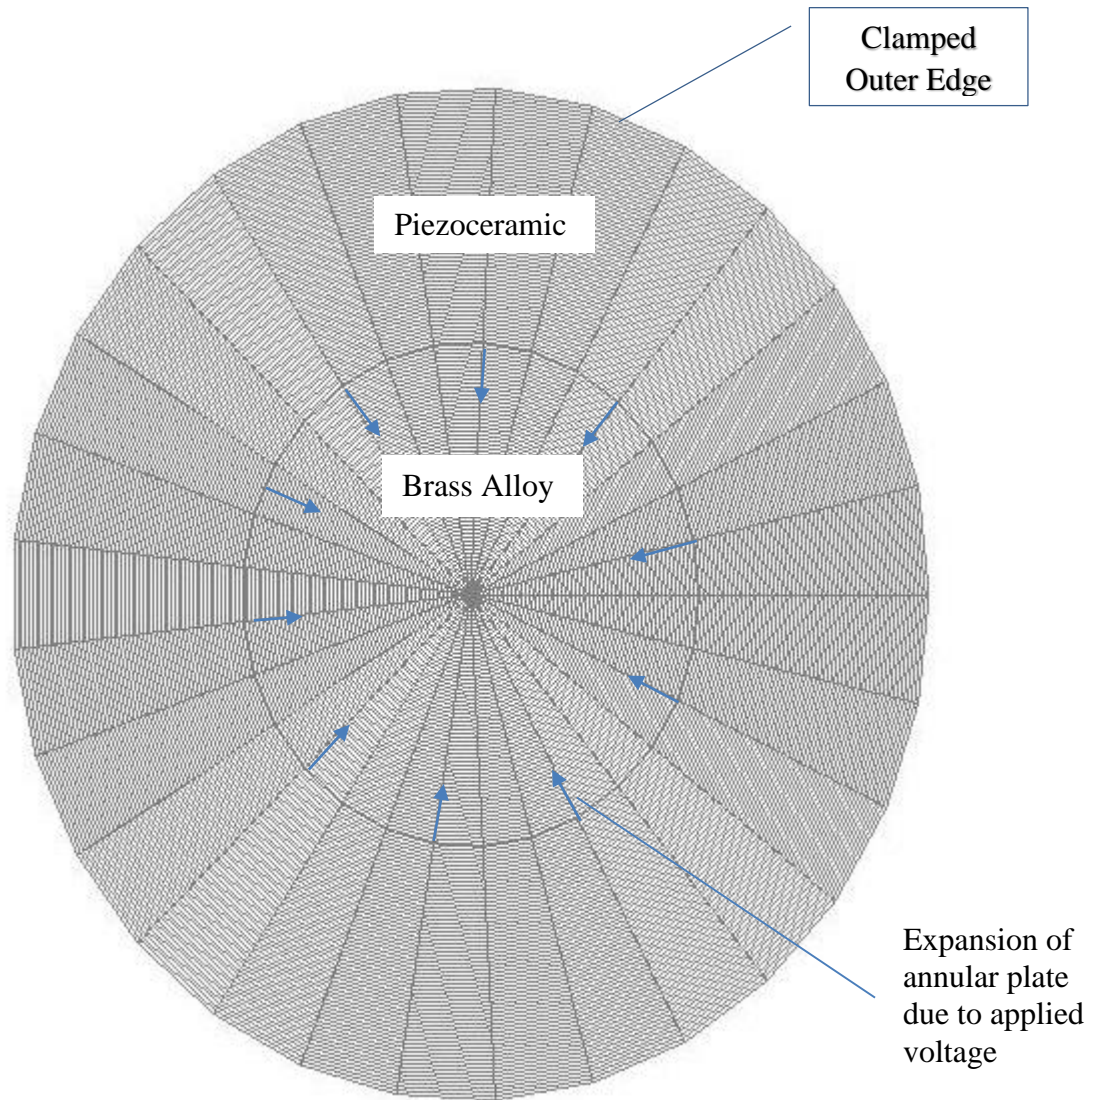 Clamped
Outer Edge
Piezoceramic
Brass Alloy
Expansion of
annular plate
due to applied
voltage